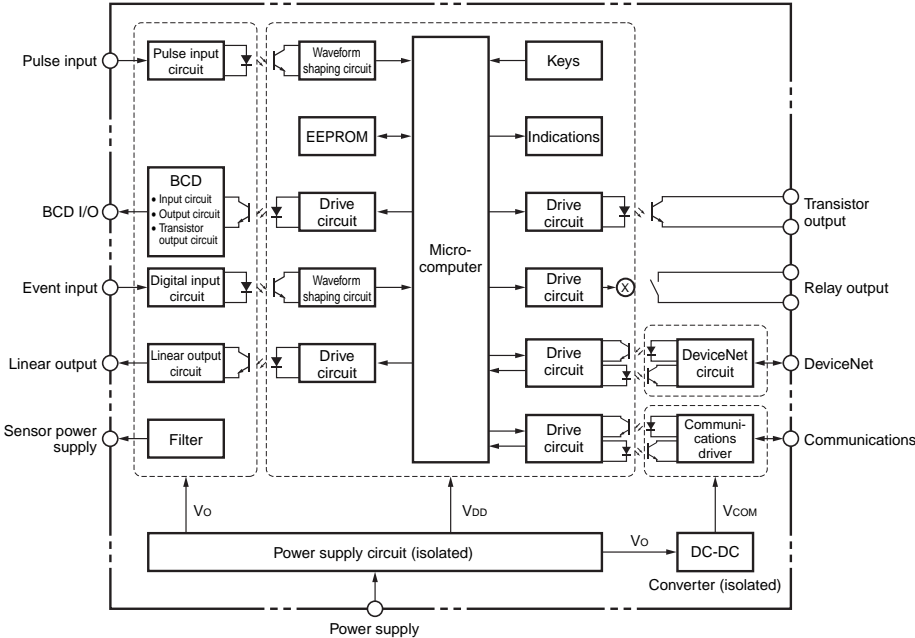 Pulse input
Pulse input
circuit
Waveform
shaping circuit
Keys
EEPROM
Indications
BCD I/O
BCD
• Input circuit
• Output circuit
• Transistor
output circuit
Drive
circuit
Micro-
computer
Drive
circuit
Transistor
output
Event input
Digital input
circuit
Waveform
shaping circuit
Drive
circuit
X
Relay output
Linear output
Linear output
circuit
Drive
circuit
Drive
circuit
DeviceNet
circuit
DeviceNet
Sensor power
supply
Filter
Drive
circuit
Communi-
cations
driver
Communications
VO
VDD
VCOM
Power supply circuit (isolated)
VO
DC-DC
Converter (isolated)
Power supply